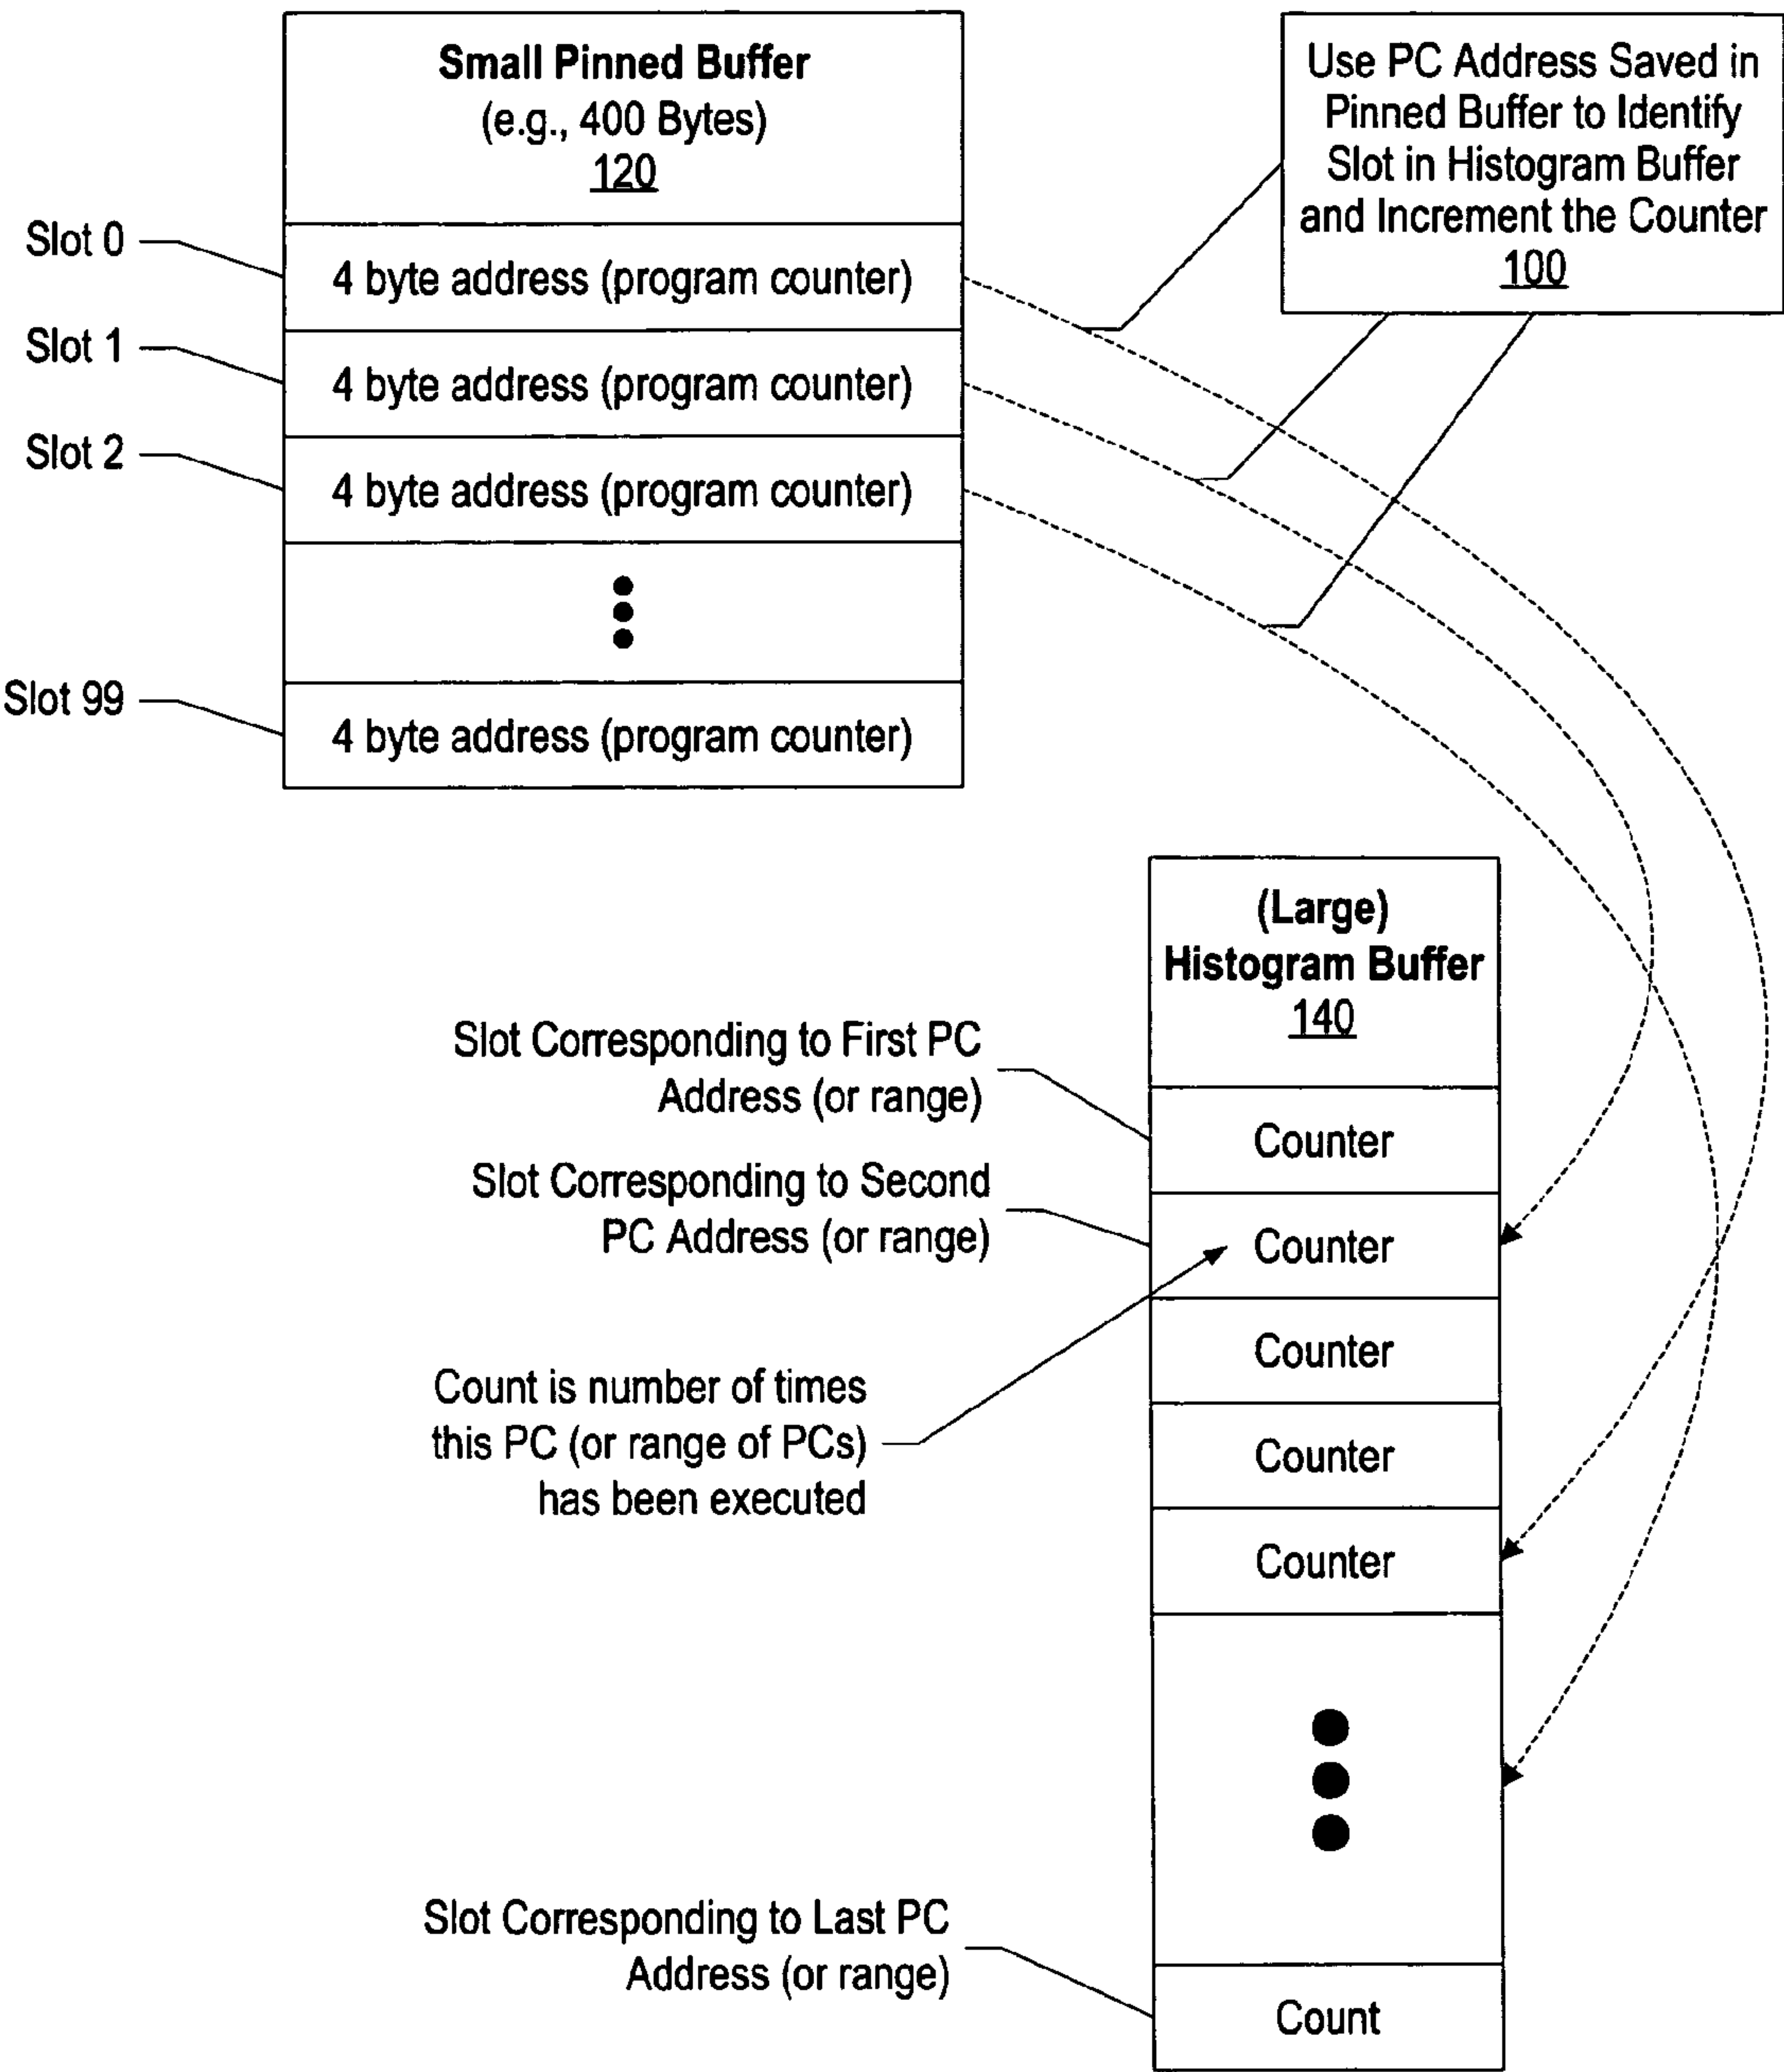 Small Pinned Buffer
(e.g., 400 Bytes)
120
Use PC Address Saved in
Pinned Buffer to Identify
Slot in Histogram Buffer
and Increment the Counter
100
Slot 0
4 byte address (program counter)
Slot 1
4 byte address (program counter)
Slot 2
4 byte address (program counter)
Slot 99
4 byte address (program counter)
(Large)
Histogram Buffer
140
Slot Corresponding to First PC
Address (or range)
Counter
Slot Corresponding to Second
PC Address (or range)
Counter
Counter
Count is number of times
this PC (or range of PCs)
has been executed
Counter
Counter
Slot Corresponding to Last PC
Address (or range)
Count